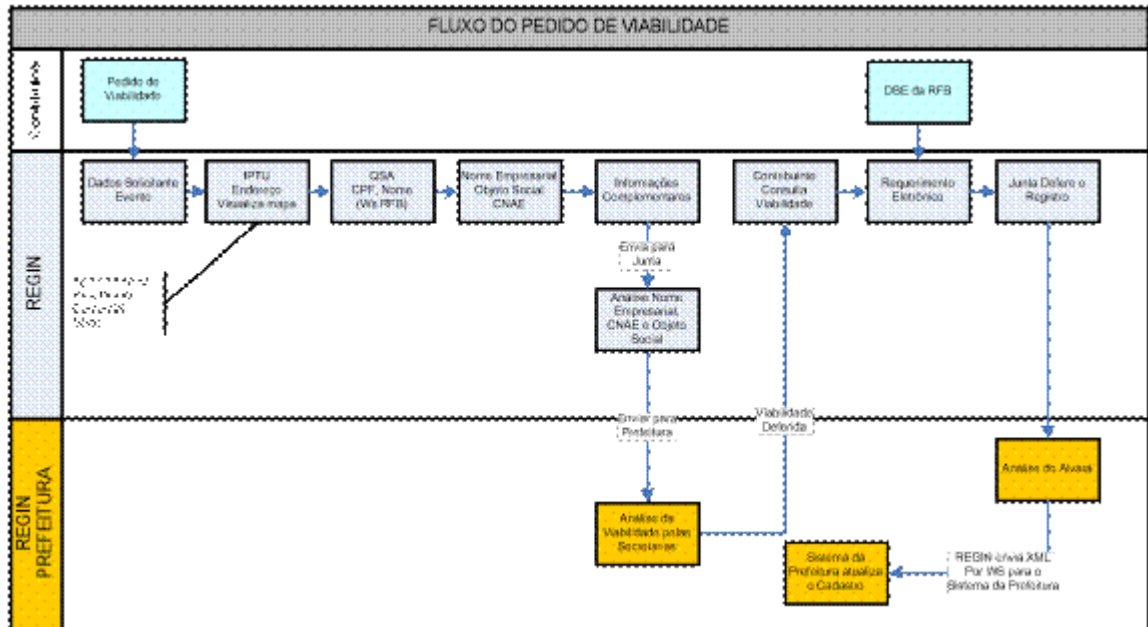 FLUXO DO PEDIDO DE VIABILIDADE
Pedido de
Viabilidade
DBE da RFB
REGIN
Dados Solicitante
Evento
IPTU
Endereço
Visualiza mapa
QSA
CPF, Nome
(Ws RFB)
Nome Empresarial
Objeto Social
CNAE
Informações
Complementares
Contribuinte
Consulta
Viabilidade
Requerimento
Eletrônico
Junta Defere o
Registro
Envia para
Junta
Análise Nome
Empresarial,
CNAE e Objeto
Social
Enviar para
Prefeitura
Viabilidade
Deferida
REGIN
PREFEITURA
Análise da
Viabilidade pelas
Secretarias
Análise do Alvará
Sistema da
Prefeitura atualiza
o Cadastro
REGIN envia XML
Por WS para o
Sistema da Prefeitura